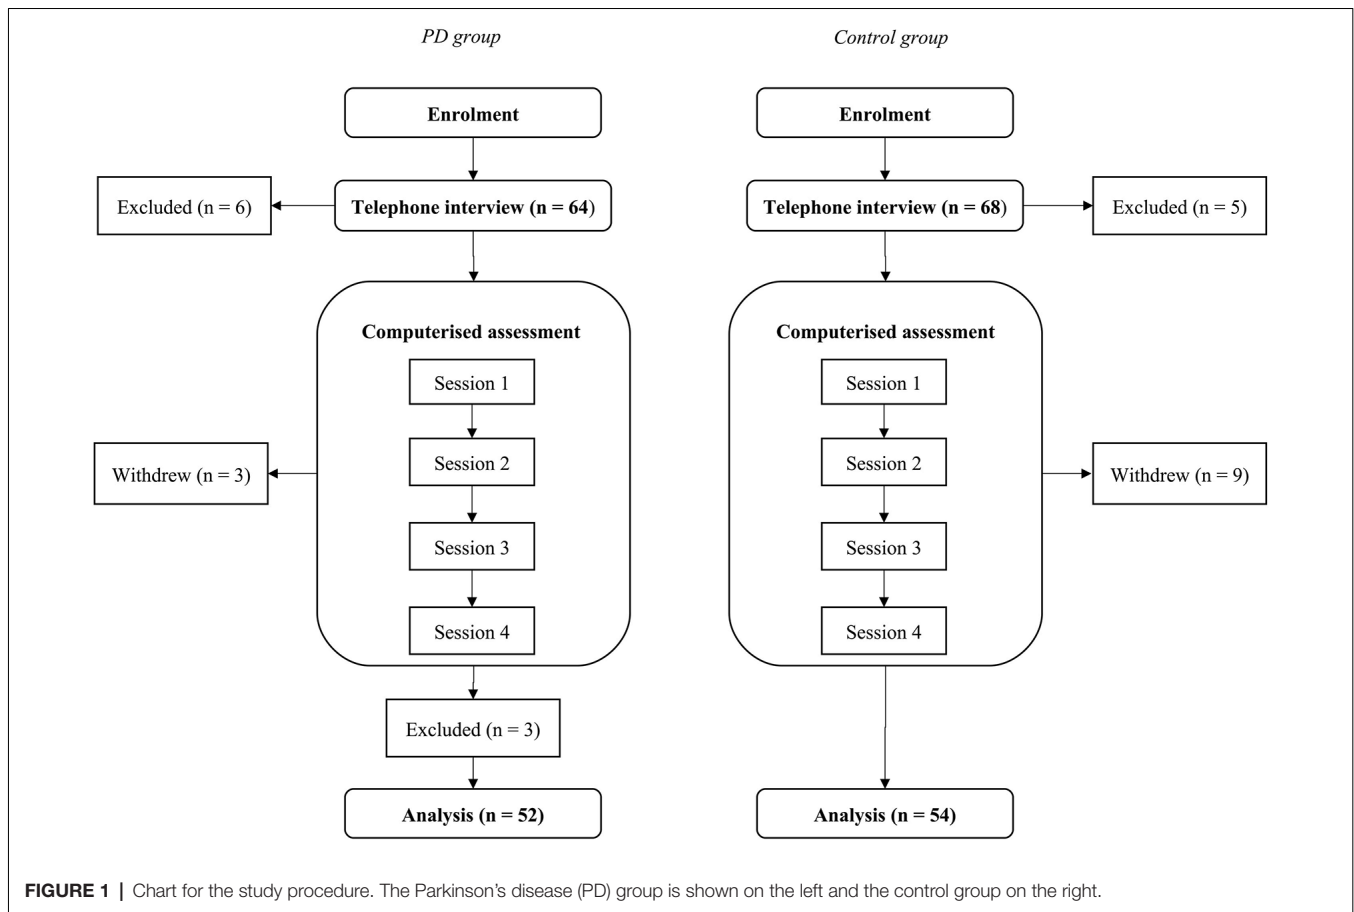 PD group
Control group
Enrolment
Enrolment
Excluded (n = 6)
Telephone interview (n = 64)
Telephone interview (n = 68)
Excluded (n = 5)
Computerised assessment
Computerised assessment
Session 1
Session 1
Session 2
Session 2
Withdrew (n = 3)
Withdrew (n = 9)
Session 3
Session 3
Session 4
Session 4
Excluded (n = 3)
Analysis (n = 52)
Analysis (n = 54)
FIGURE 1 | Chart for the study procedure. The Parkinson’s disease (PD) group is shown on the left and the control group on the right.